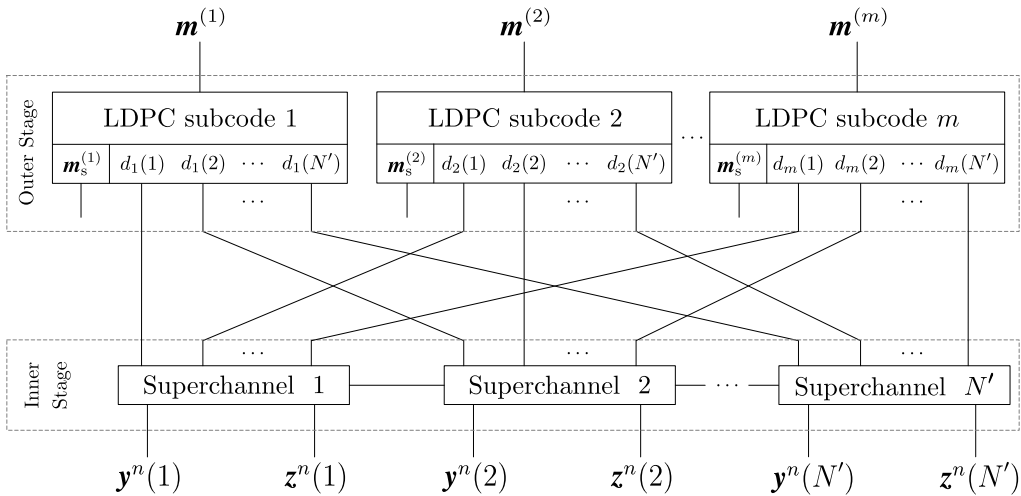 m^{(1)} m^{(2)} m^{(m)}
Outer Stage
LDPC subcode 1 LDPC subcode 2 ... LDPC subcode m
m_s^{(1)} d_1(1) d_1(2) ... d_1(N′) m_s^{(2)} d_2(1) d_2(2) ... d_2(N′) m_s^{(m)} d_m(1) d_m(2) ... d_m(N′)
... ... ...
... ... ...
Inner
Stage
Superchannel 1 Superchannel 2 ... Superchannel N′
y^n(1) z^n(1) y^n(2) z^n(2) y^n(N′) z^n(N′)